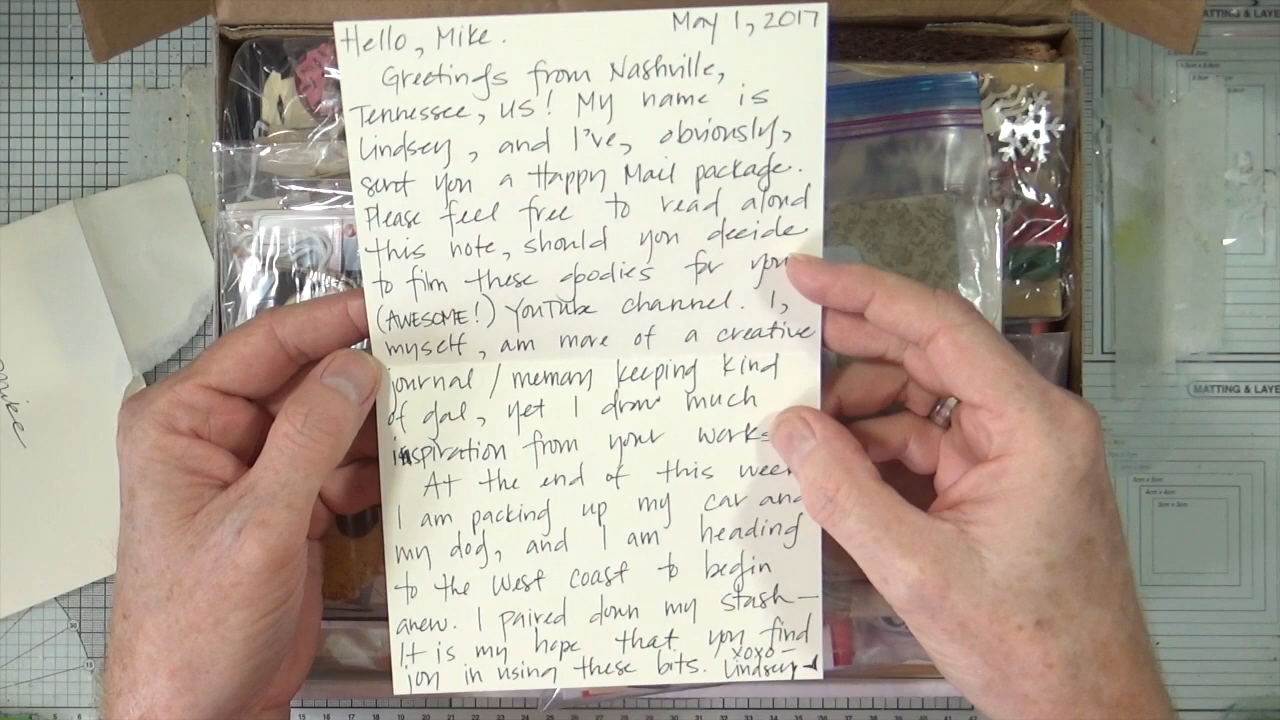 May 1, 2017
Hello, Mike.
Greetings from Nashville,
Tennessee, US! My name is
Lindsey, and I've, obviously,
sent you a Happy Mail package.
Please feel free to read aloud
this note, should you decide
to film these goodies for you
(AWESOME!) YouTube channel. I,
myself, am more of a creative
journal/memory keeping kind
of gal, yet I draw much
inspiration from your works
At the end of this week
I am packing up my car and
my dog, and I am heading
to the West coast to begin
anew. I paired down my stash—
It is my hope that you find
joy in using these bits.
xoxo—
Lindsey
mike
MATTING & LAYE
MATTING & LAYE